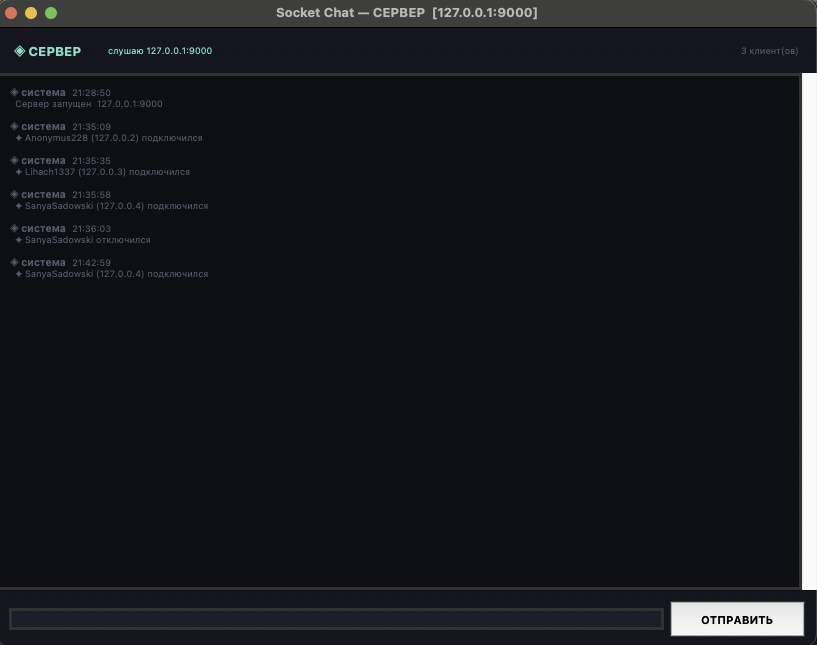 Socket Chat — СЕРВЕР [127.0.0.1:9000]
◈ СЕРВЕР слушаю 127.0.0.1:9000 3 клиент(ов)
◈ система 21:28:50
Сервер запущен 127.0.0.1:9000
◈ система 21:35:09
✦ Anonymus228 (127.0.0.2) подключился
◈ система 21:35:35
✦ Lihach1337 (127.0.0.3) подключился
◈ система 21:35:58
✦ SanyaSadowski (127.0.0.4) подключился
◈ система 21:36:03
✦ SanyaSadowski отключился
◈ система 21:42:59
✦ SanyaSadowski (127.0.0.4) подключился
ОТПРАВИТЬ